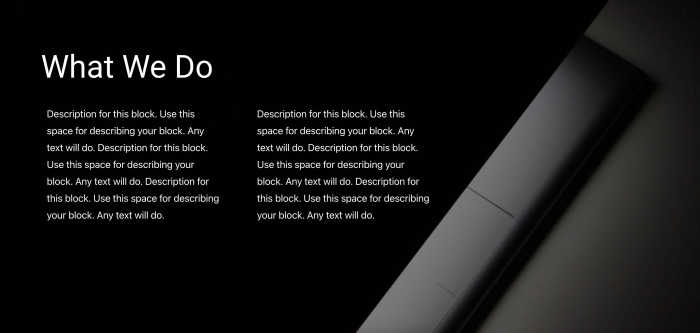 What We Do
Description for this block. Use this
space for describing your block. Any
text will do. Description for this block.
Use this space for describing your
block. Any text will do. Description for
this block. Use this space for describing
your block. Any text will do.
Description for this block. Use this
space for describing your block. Any
text will do. Description for this block.
Use this space for describing your
block. Any text will do. Description for
this block. Use this space for describing
your block. Any text will do.